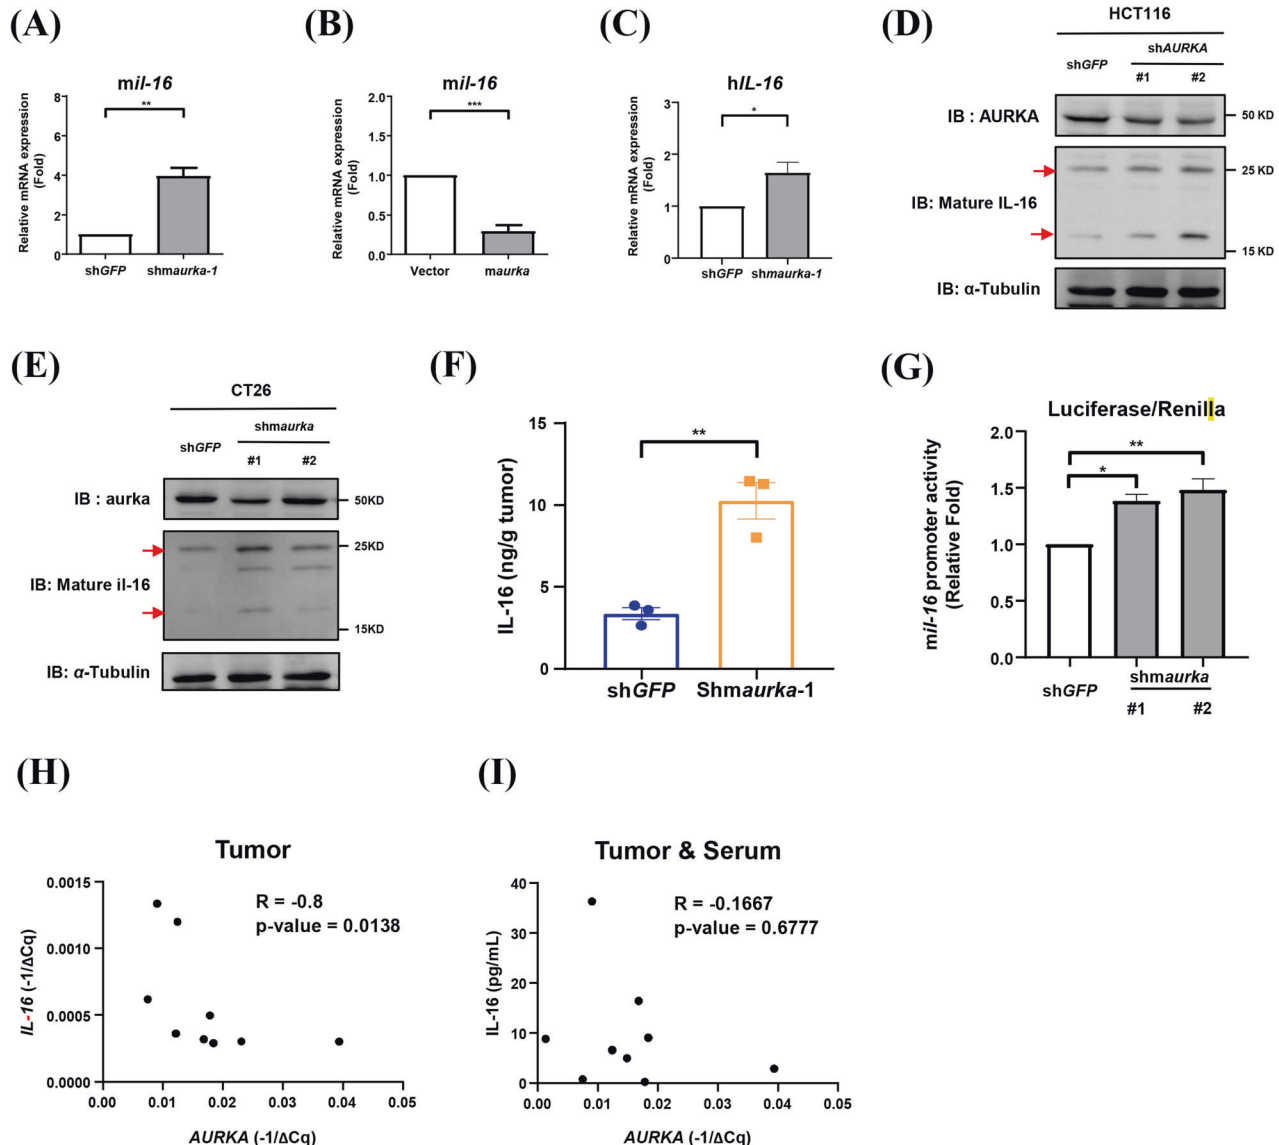 (A)
mil-16
Relative mRNA expression
(Fold)
8
6
4
2
0
**
shGFP
shmaurka-1
(B)
mil-16
Relative mRNA expression
(Fold)
2.0
1.5
1.0
0.5
0.0
***
Vector
maurka
(C)
hIL-16
Relative mRNA expression
(Fold)
3
2
1
0
*
shGFP
shmaurka-1
(D)
HCT116
shGFP
shAURKA
#1
#2
IB : AURKA
50 KD
25 KD
IB: Mature IL-16
15 KD
IB: α-Tubulin
(E)
CT26
shGFP
shmaurka
#1
#2
IB : aurka
50KD
25KD
IB: Mature il-16
15KD
IB: α-Tubulin
(F)
IL-16 (ng/g tumor)
15
10
5
0
**
shGFP
Shmaurka-1
(G)
Luciferase/Renilla
mil-16 promoter activity
(Relative Fold)
2.0
1.5
1.0
0.5
0.0
*
**
shGFP
shmaurka
#1
#2
(H)
Tumor
R = -0.8
p-value = 0.0138
IL-16 (-1/ΔCq)
0.0015
0.0010
0.0005
0.0000
0.00
0.01
0.02
0.03
0.04
0.05
AURKA (-1/ΔCq)
(I)
Tumor & Serum
R = -0.1667
p-value = 0.6777
IL-16 (pg/mL)
40
30
20
10
0
0.00
0.01
0.02
0.03
0.04
0.05
AURKA (-1/ΔCq)